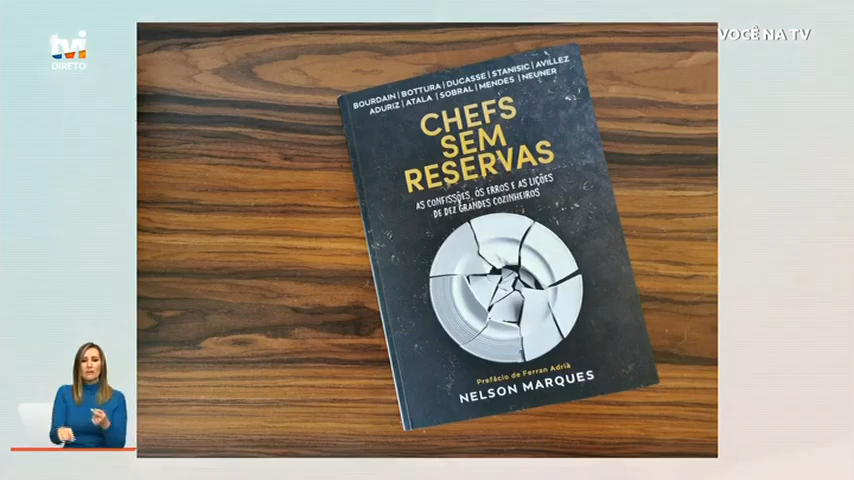 tvi
DIRETO
VOCÊ NA TV
BOURDAIN | BOTTURA | DUCASSE | STANISIC | AVILLEZ
ADURIZ | ATALA | SOBRAL | MENDES | NEUNER
CHEFS
SEM
RESERVAS
AS CONFISSÕES, OS ERROS E AS LIÇÕES
DE DEZ GRANDES COZINHEIROS
Prefácio de Ferran Adrià
NELSON MARQUES